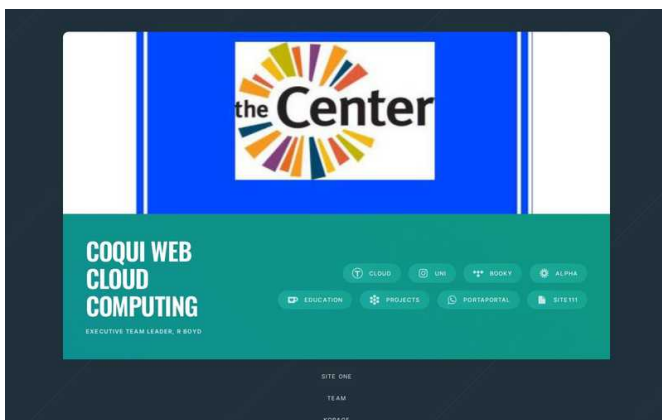 the Center
COQUI WEB
CLOUD
COMPUTING
EXECUTIVE TEAM LEADER, R BOYD
CLOUD
UNI
BOOKY
ALPHA
EDUCATION
PROJECTS
PORTAPORTAL
SITE111
SITE ONE
TEAM